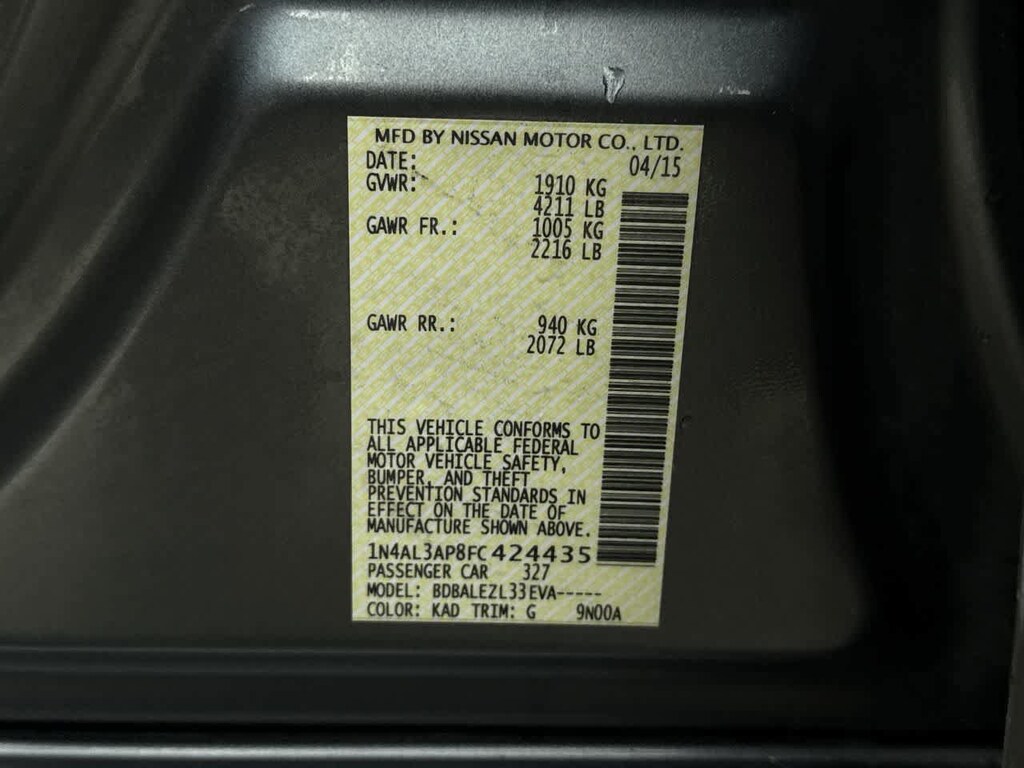 MFD BY NISSAN MOTOR CO., LTD.
DATE: 04/15
GVWR: 1910 KG
4211 LB
GAWR FR.: 1005 KG
2216 LB
GAWR RR.: 940 KG
2072 LB
THIS VEHICLE CONFORMS TO
ALL APPLICABLE FEDERAL
MOTOR VEHICLE SAFETY,
BUMPER, AND THEFT
PREVENTION STANDARDS IN
EFFECT ON THE DATE OF
MANUFACTURE SHOWN ABOVE.
1N4AL3AP8FC424435
PASSENGER CAR 327
MODEL: BDBALEZL33EVA-----
COLOR: KAD TRIM: G 9N00A